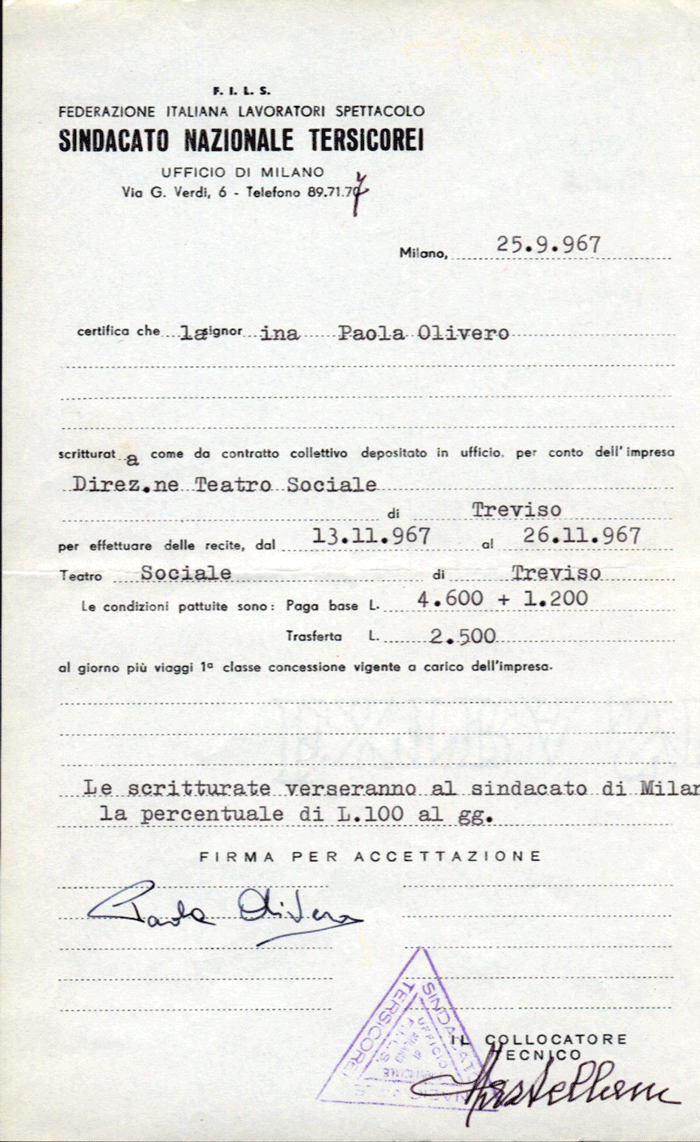 F. I. L. S.
FEDERAZIONE ITALIANA LAVORATORI SPETTACOLO
SINDACATO NAZIONALE TERSICOREI
UFFICIO DI MILANO
Via G. Verdi, 6 - Telefono 89.71.77
Milano, 25.9.967
certifica che la signor ina Paola Olivero
scritturat a come da contratto collettivo depositato in ufficio. per conto dell'impresa
Direz.ne Teatro Sociale
di Treviso
per effettuare delle recite, dal 13.11.967 al 26.11.967
Teatro Sociale di Treviso
Le condizioni pattuite sono: Paga base L. 4.600 + 1.200
Trasferta L. 2.500
al giorno più viaggi 1ª classe concessione vigente a carico dell'impresa.
Le scritturate verseranno al sindacato di Milan
la percentuale di L.100 al gg.
FIRMA PER ACCETTAZIONE
Paola Olivero
SINDACATO
TERSICOREI
UFFICIO
DI
MILANO
F.I.L.S.
IL COLLOCATORE
TECNICO